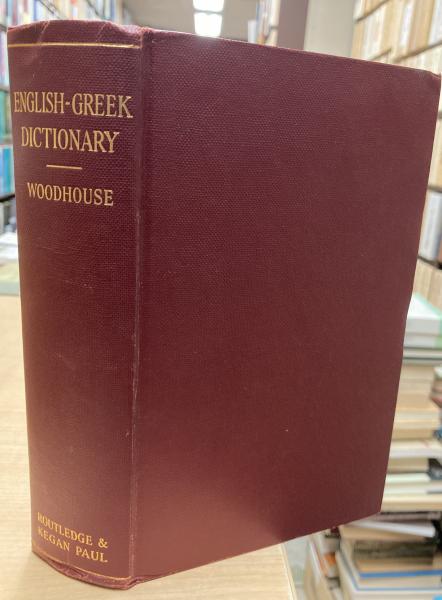 ENGLISH-GREEK
DICTIONARY
WOODHOUSE
ROUTLEDGE &
KEGAN PAUL